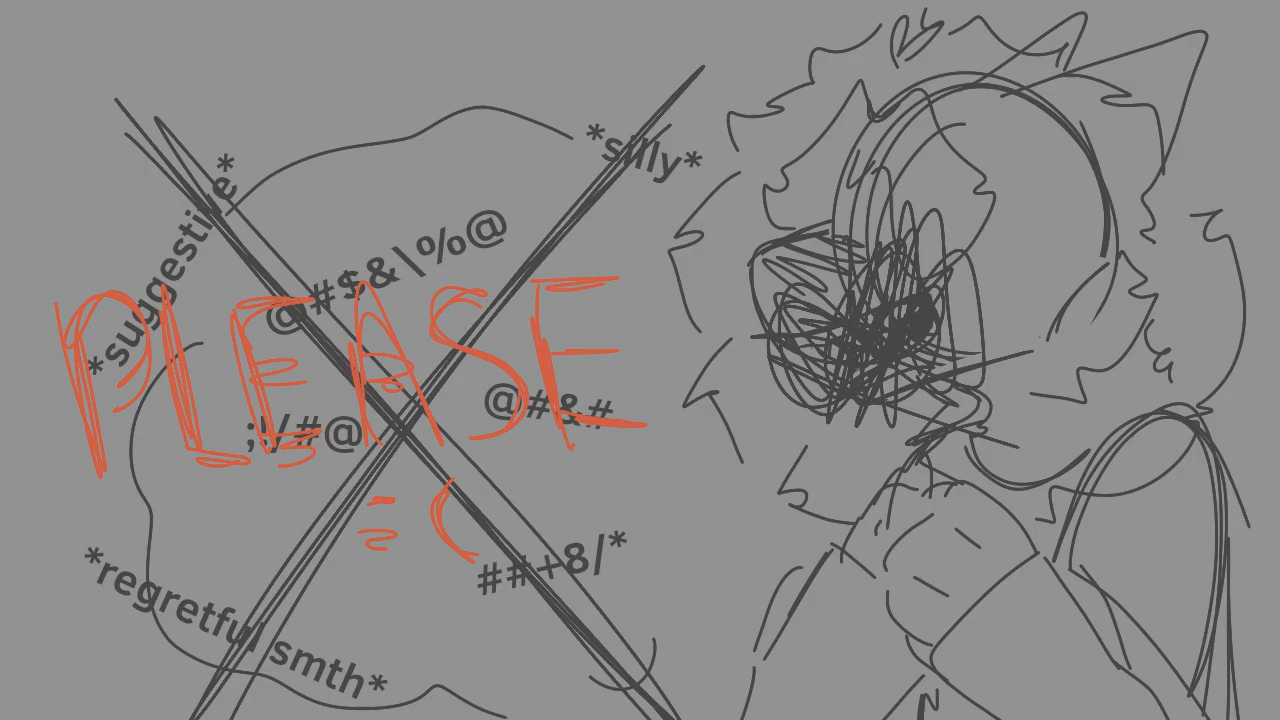 *silly*
*suggestive*
@#$&\%@
PLEASE
@#&#
;:/#@
=(
##+8/*
*regretful smth*